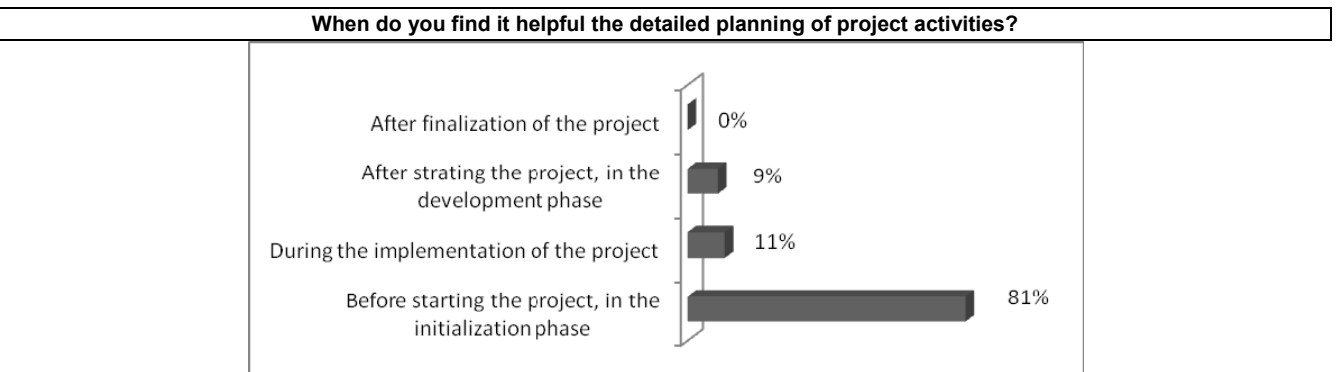 When do you find it helpful the detailed planning of project activities?
After finalization of the project
0%
After strating the project, in the
development phase
9%
During the implementation of the project
11%
Before starting the project, in the
initialization phase
81%